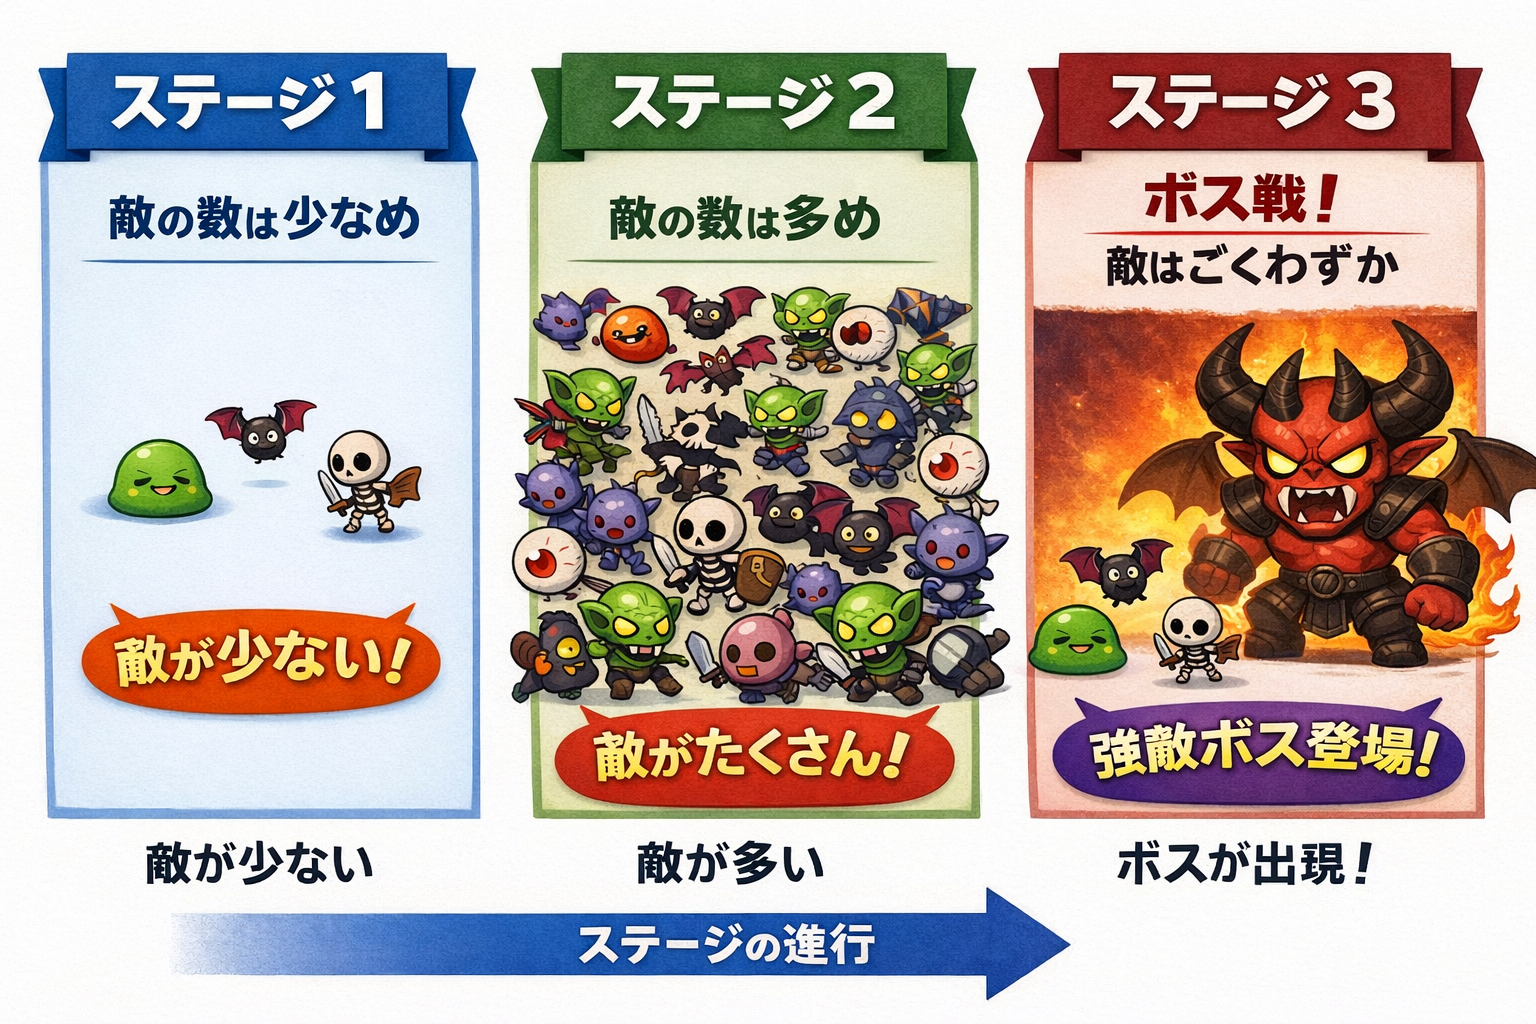 ステージ 1
敵の数は少なめ
敵が少ない!
敵が少ない
ステージ 2
敵の数は多め
敵がたくさん!
敵が多い
ステージ 3
ボス戦!
敵はごくわずか
強敵ボス登場!
ボスが出現!
ステージの進行